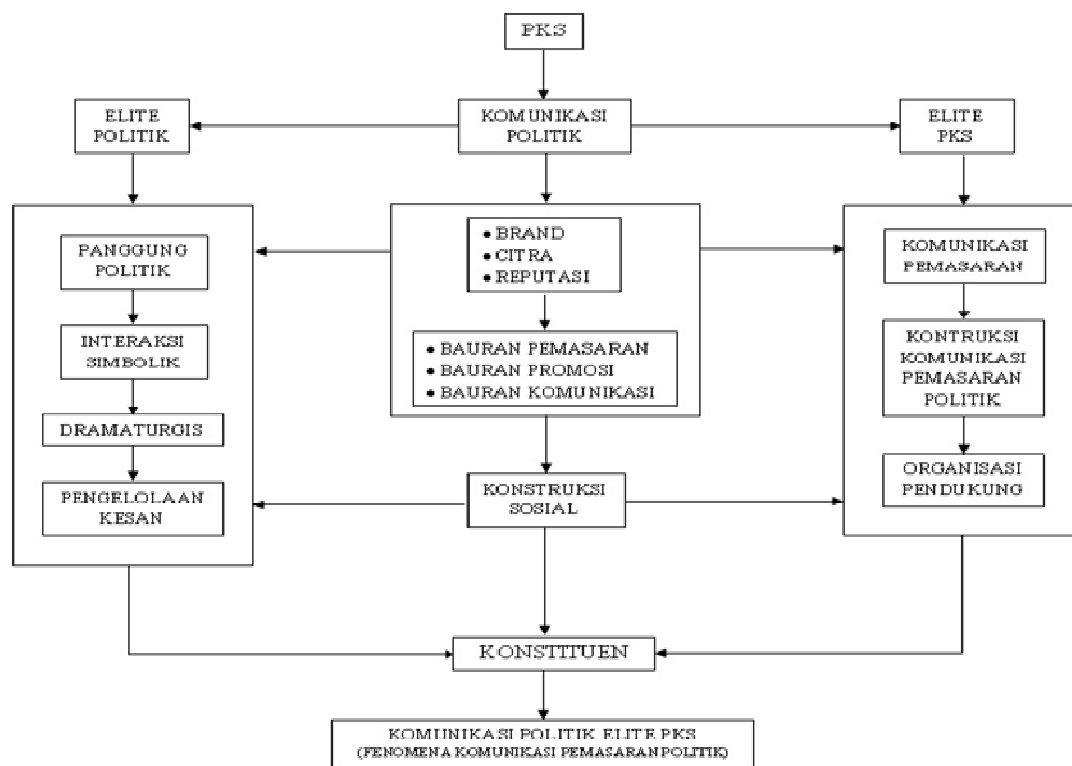 PKS
ELITE
POLITIK
KOMUNIKASI
POLITIK
ELITE
PKS
PANGGUNG
POLITIK
INTERAKSI
SIMBOLIK
DRAMATURGIS
PENGELOLAAN
KESAN
• BRAND
• CITRA
• REPUTASI
• BAURAN PEMASARAN
• BAURAN PROMOSI
• BAURAN KOMUNIKASI
KONSTRUKSI
SOSIAL
KOMUNIKASI
PEMASARAN
KONTRUKSI
KOMUNIKASI
PEMASARAN
POLITIK
ORGANISASI
PENDUKUNG
KONSTITUEN
KOMUNIKASI POLITIK ELITE PKS
(FENOMENA KOMUNIKASI PEMASARAN POLITIK)